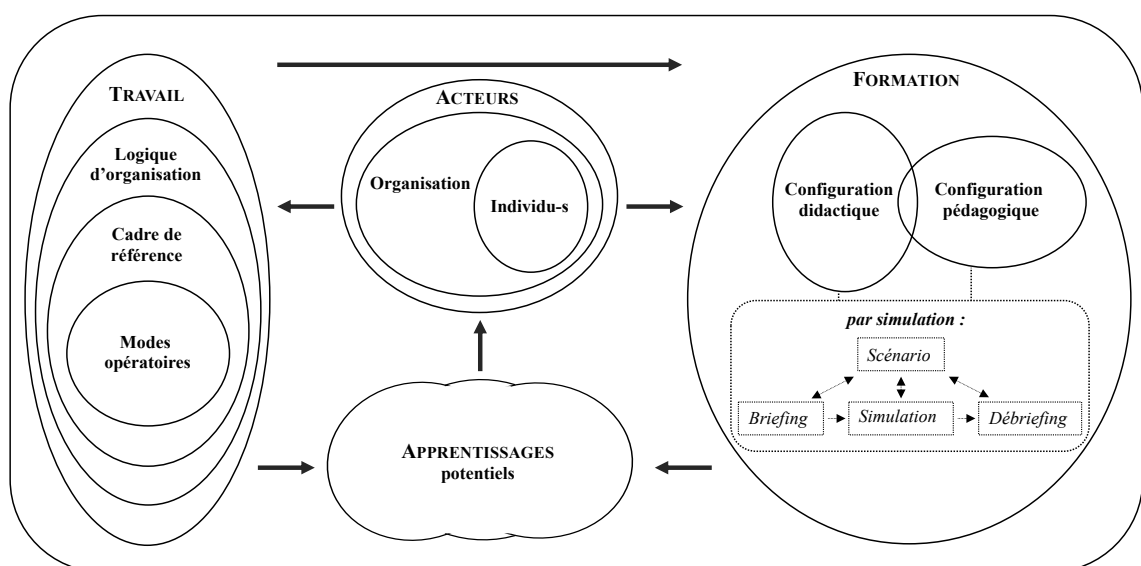 TRAVAIL
Logique
d'organisation
Cadre de
référence
Modes
opératoires
ACTEURS
Organisation
Individu-s
APPRENTISSAGES
potentiels
FORMATION
Configuration
didactique
Configuration
pédagogique
par simulation :
Scénario
Briefing
Simulation
Débriefing